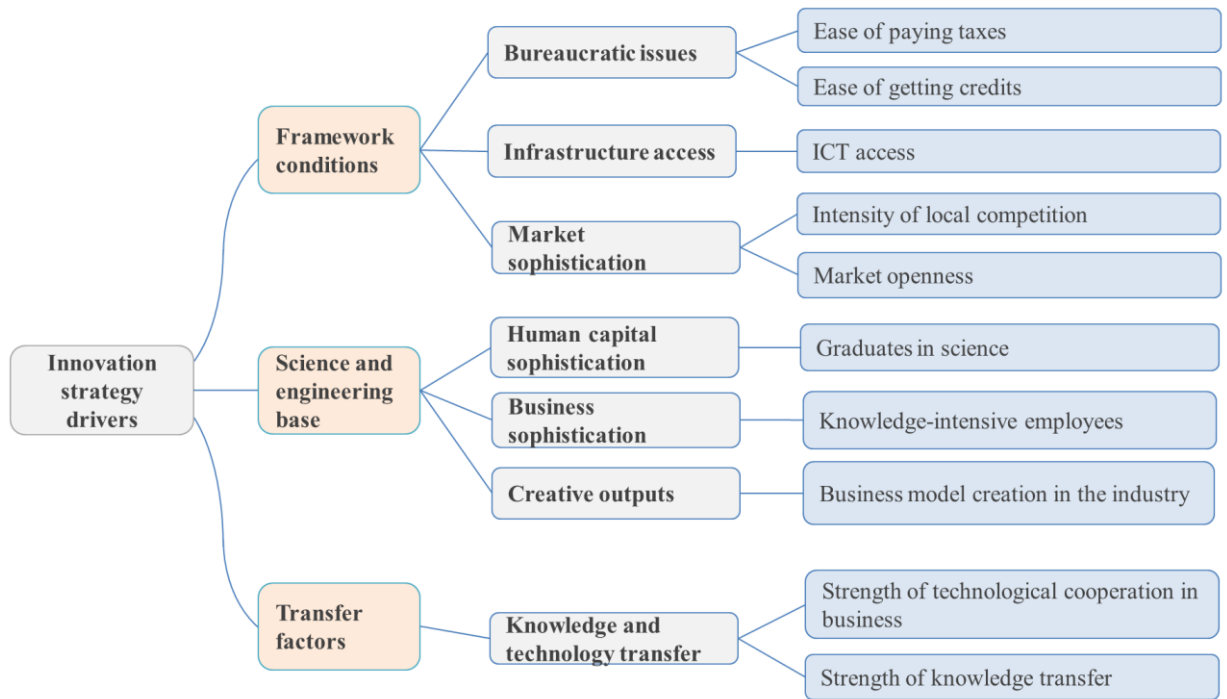 Bureaucratic issues
Ease of paying taxes
Ease of getting credits
Framework
conditions
Infrastructure access
ICT access
Market
sophistication
Intensity of local competition
Market openness
Innovation
strategy
drivers
Science and
engineering
base
Human capital
sophistication
Graduates in science
Business
sophistication
Knowledge-intensive employees
Creative outputs
Business model creation in the industry
Transfer
factors
Knowledge and
technology transfer
Strength of technological cooperation in
business
Strength of knowledge transfer